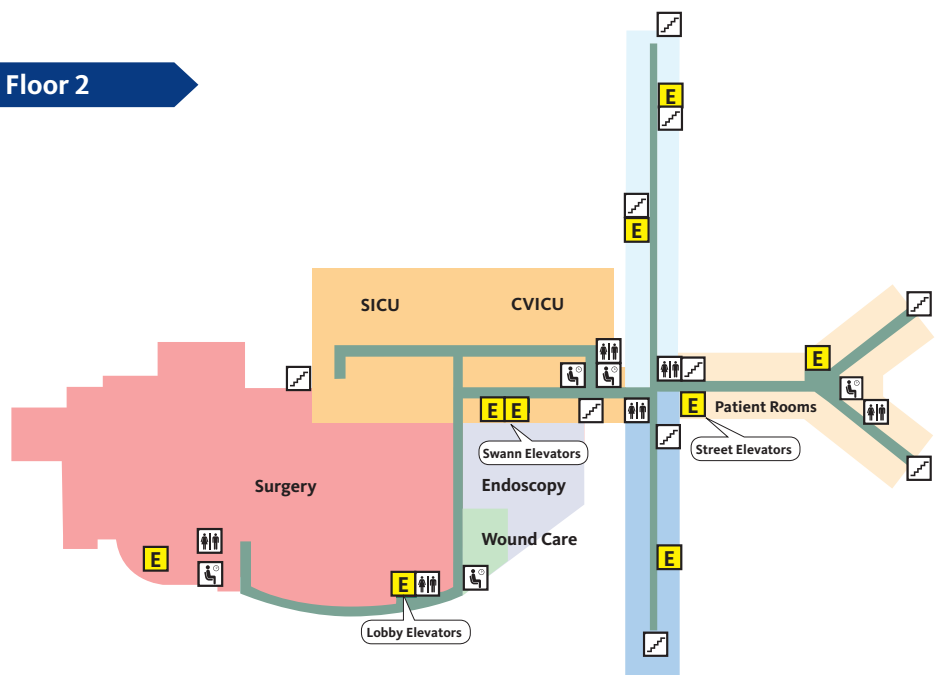 Floor 2
E
E
SICU
CVICU
E
E
E
E
Patient Rooms
Swann Elevators
Street Elevators
Surgery
Endoscopy
Wound Care
E
E
E
Lobby Elevators